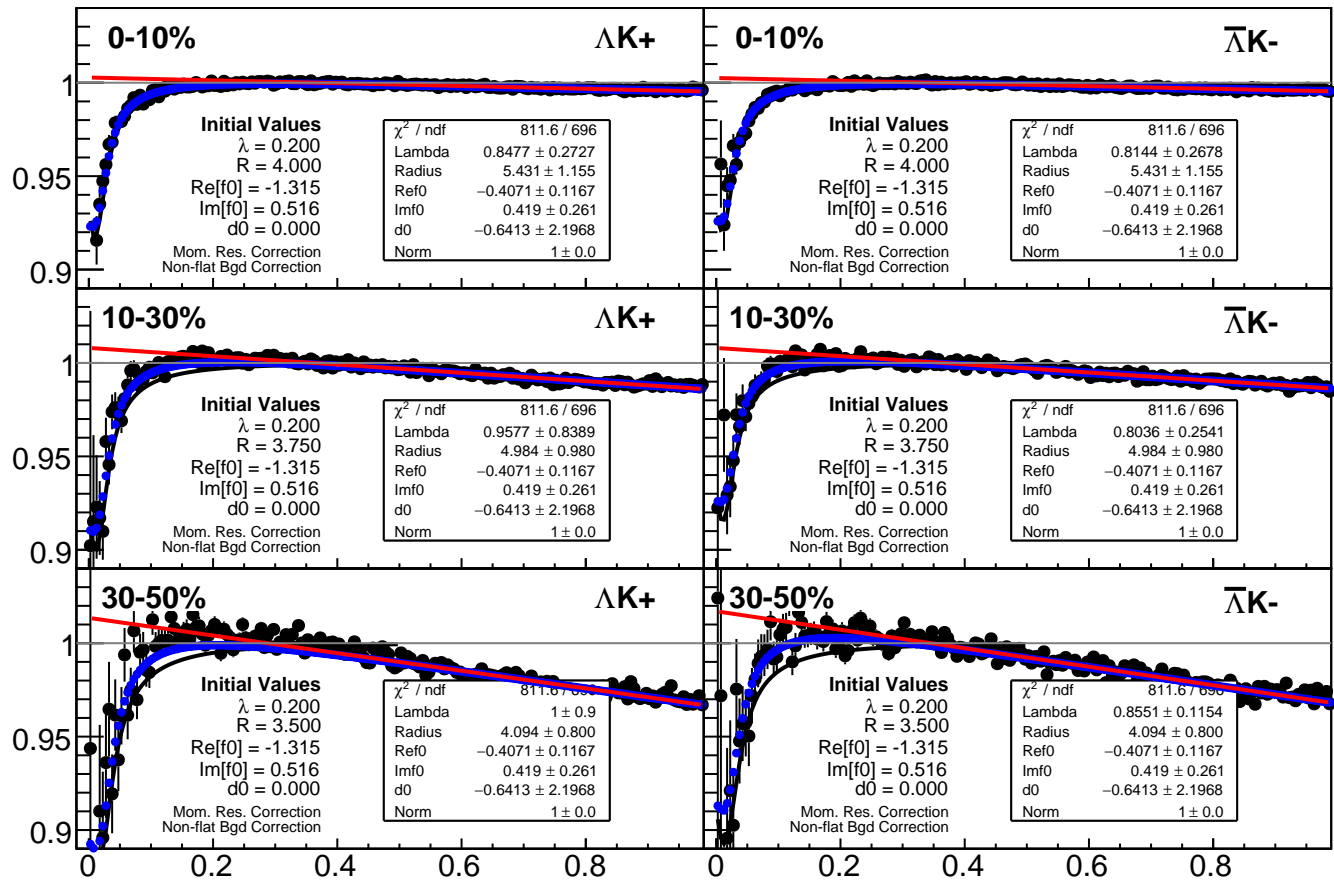 0-10%
ΛK+
1
0.95
0.9
Initial Values
λ = 0.200
R = 4.000
Re[f0] = -1.315
Im[f0] = 0.516
d0 = 0.000
Mom. Res. Correction
Non-flat Bgd Correction
χ² / ndf 811.6 / 696
Lambda 0.8477 ± 0.2727
Radius 5.431 ± 1.155
Ref0 −0.4071 ± 0.1167
Imf0 0.419 ± 0.261
d0 −0.6413 ± 2.1968
Norm 1 ± 0.0
0-10%
Λ̅K-
Initial Values
λ = 0.200
R = 4.000
Re[f0] = -1.315
Im[f0] = 0.516
d0 = 0.000
Mom. Res. Correction
Non-flat Bgd Correction
χ² / ndf 811.6 / 696
Lambda 0.8144 ± 0.2678
Radius 5.431 ± 1.155
Ref0 −0.4071 ± 0.1167
Imf0 0.419 ± 0.261
d0 −0.6413 ± 2.1968
Norm 1 ± 0.0
10-30%
ΛK+
1
0.95
0.9
Initial Values
λ = 0.200
R = 3.750
Re[f0] = -1.315
Im[f0] = 0.516
d0 = 0.000
Mom. Res. Correction
Non-flat Bgd Correction
χ² / ndf 811.6 / 696
Lambda 0.9577 ± 0.8389
Radius 4.984 ± 0.980
Ref0 −0.4071 ± 0.1167
Imf0 0.419 ± 0.261
d0 −0.6413 ± 2.1968
Norm 1 ± 0.0
10-30%
Λ̅K-
Initial Values
λ = 0.200
R = 3.750
Re[f0] = -1.315
Im[f0] = 0.516
d0 = 0.000
Mom. Res. Correction
Non-flat Bgd Correction
χ² / ndf 811.6 / 696
Lambda 0.8036 ± 0.2541
Radius 4.984 ± 0.980
Ref0 −0.4071 ± 0.1167
Imf0 0.419 ± 0.261
d0 −0.6413 ± 2.1968
Norm 1 ± 0.0
30-50%
ΛK+
1
0.95
0.9
Initial Values
λ = 0.200
R = 3.500
Re[f0] = -1.315
Im[f0] = 0.516
d0 = 0.000
Mom. Res. Correction
Non-flat Bgd Correction
χ² / ndf 811.6 / 696
Lambda 1 ± 0.9
Radius 4.094 ± 0.800
Ref0 −0.4071 ± 0.1167
Imf0 0.419 ± 0.261
d0 −0.6413 ± 2.1968
Norm 1 ± 0.0
30-50%
Λ̅K-
Initial Values
λ = 0.200
R = 3.500
Re[f0] = -1.315
Im[f0] = 0.516
d0 = 0.000
Mom. Res. Correction
Non-flat Bgd Correction
χ² / ndf 811.6 / 696
Lambda 0.8551 ± 0.1154
Radius 4.094 ± 0.800
Ref0 −0.4071 ± 0.1167
Imf0 0.419 ± 0.261
d0 −0.6413 ± 2.1968
Norm 1 ± 0.0
0 0.2 0.4 0.6 0.8 0 0.2 0.4 0.6 0.8